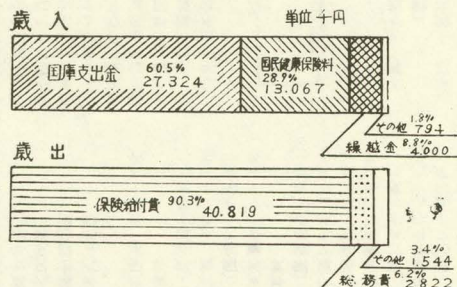 歳入 単位千円
国庫支出金 60.5%
27.324
国民健康保険料
28.9%
13.067
1.8%
その他 794
繰越金 8.8% 4.000
歳出
保険給付費 90.3%
40.819
3.4%
その他 1.544
総務費 6.2% 2.822